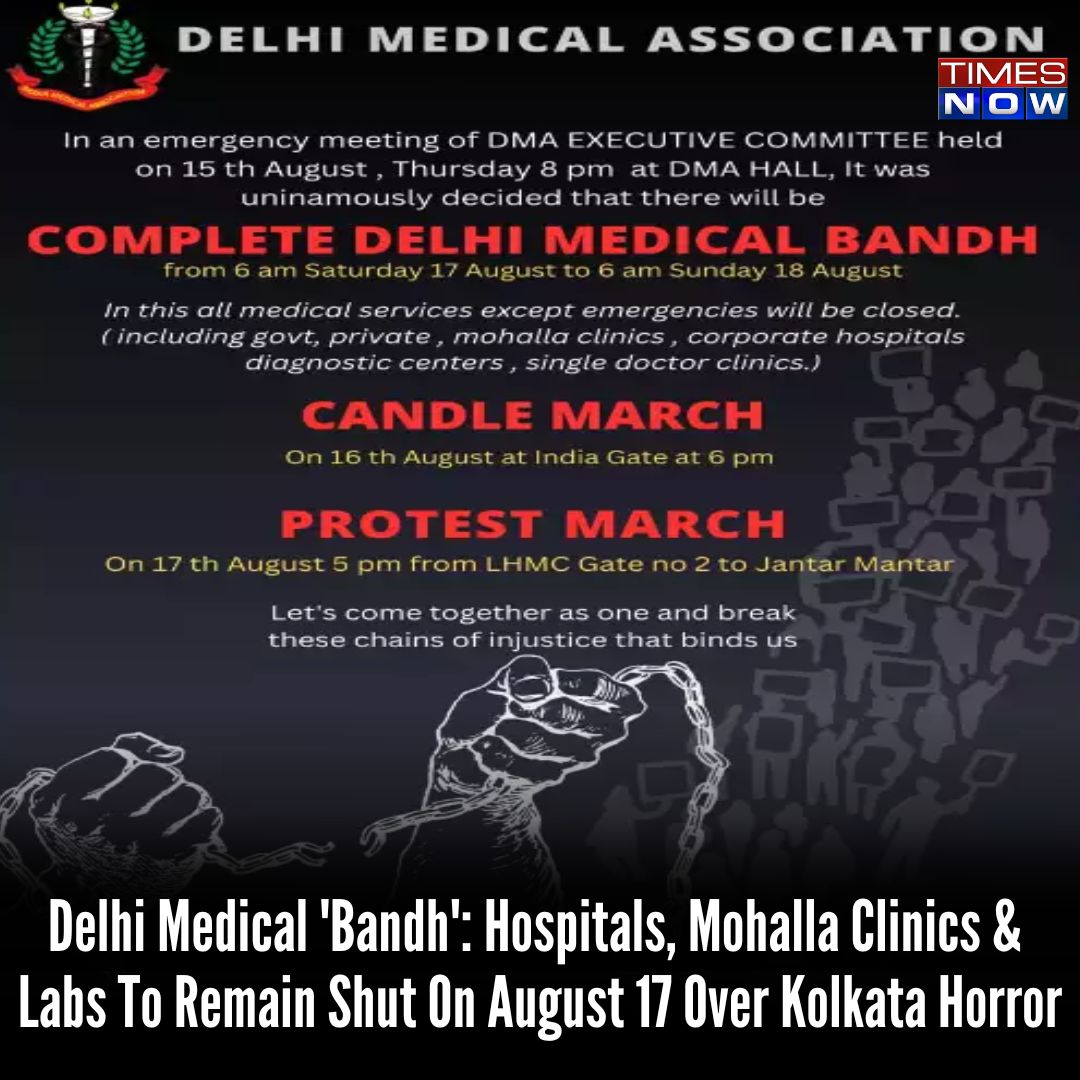 DELHI MEDICAL ASSOCIATION
TIMES
NOW
In an emergency meeting of DMA EXECUTIVE COMMITTEE held
on 15 th August , Thursday 8 pm at DMA HALL, It was
uninamously decided that there will be
COMPLETE DELHI MEDICAL BANDH
from 6 am Saturday 17 August to 6 am Sunday 18 August
In this all medical services except emergencies will be closed.
( including govt, private , mohalla clinics , corporate hospitals
diagnostic centers , single doctor clinics.)
CANDLE MARCH
On 16 th August at India Gate at 6 pm
PROTEST MARCH
On 17 th August 5 pm from LHMC Gate no 2 to Jantar Mantar
Let's come together as one and break
these chains of injustice that binds us
Delhi Medical 'Bandh': Hospitals, Mohalla Clinics &
Labs To Remain Shut On August 17 Over Kolkata Horror